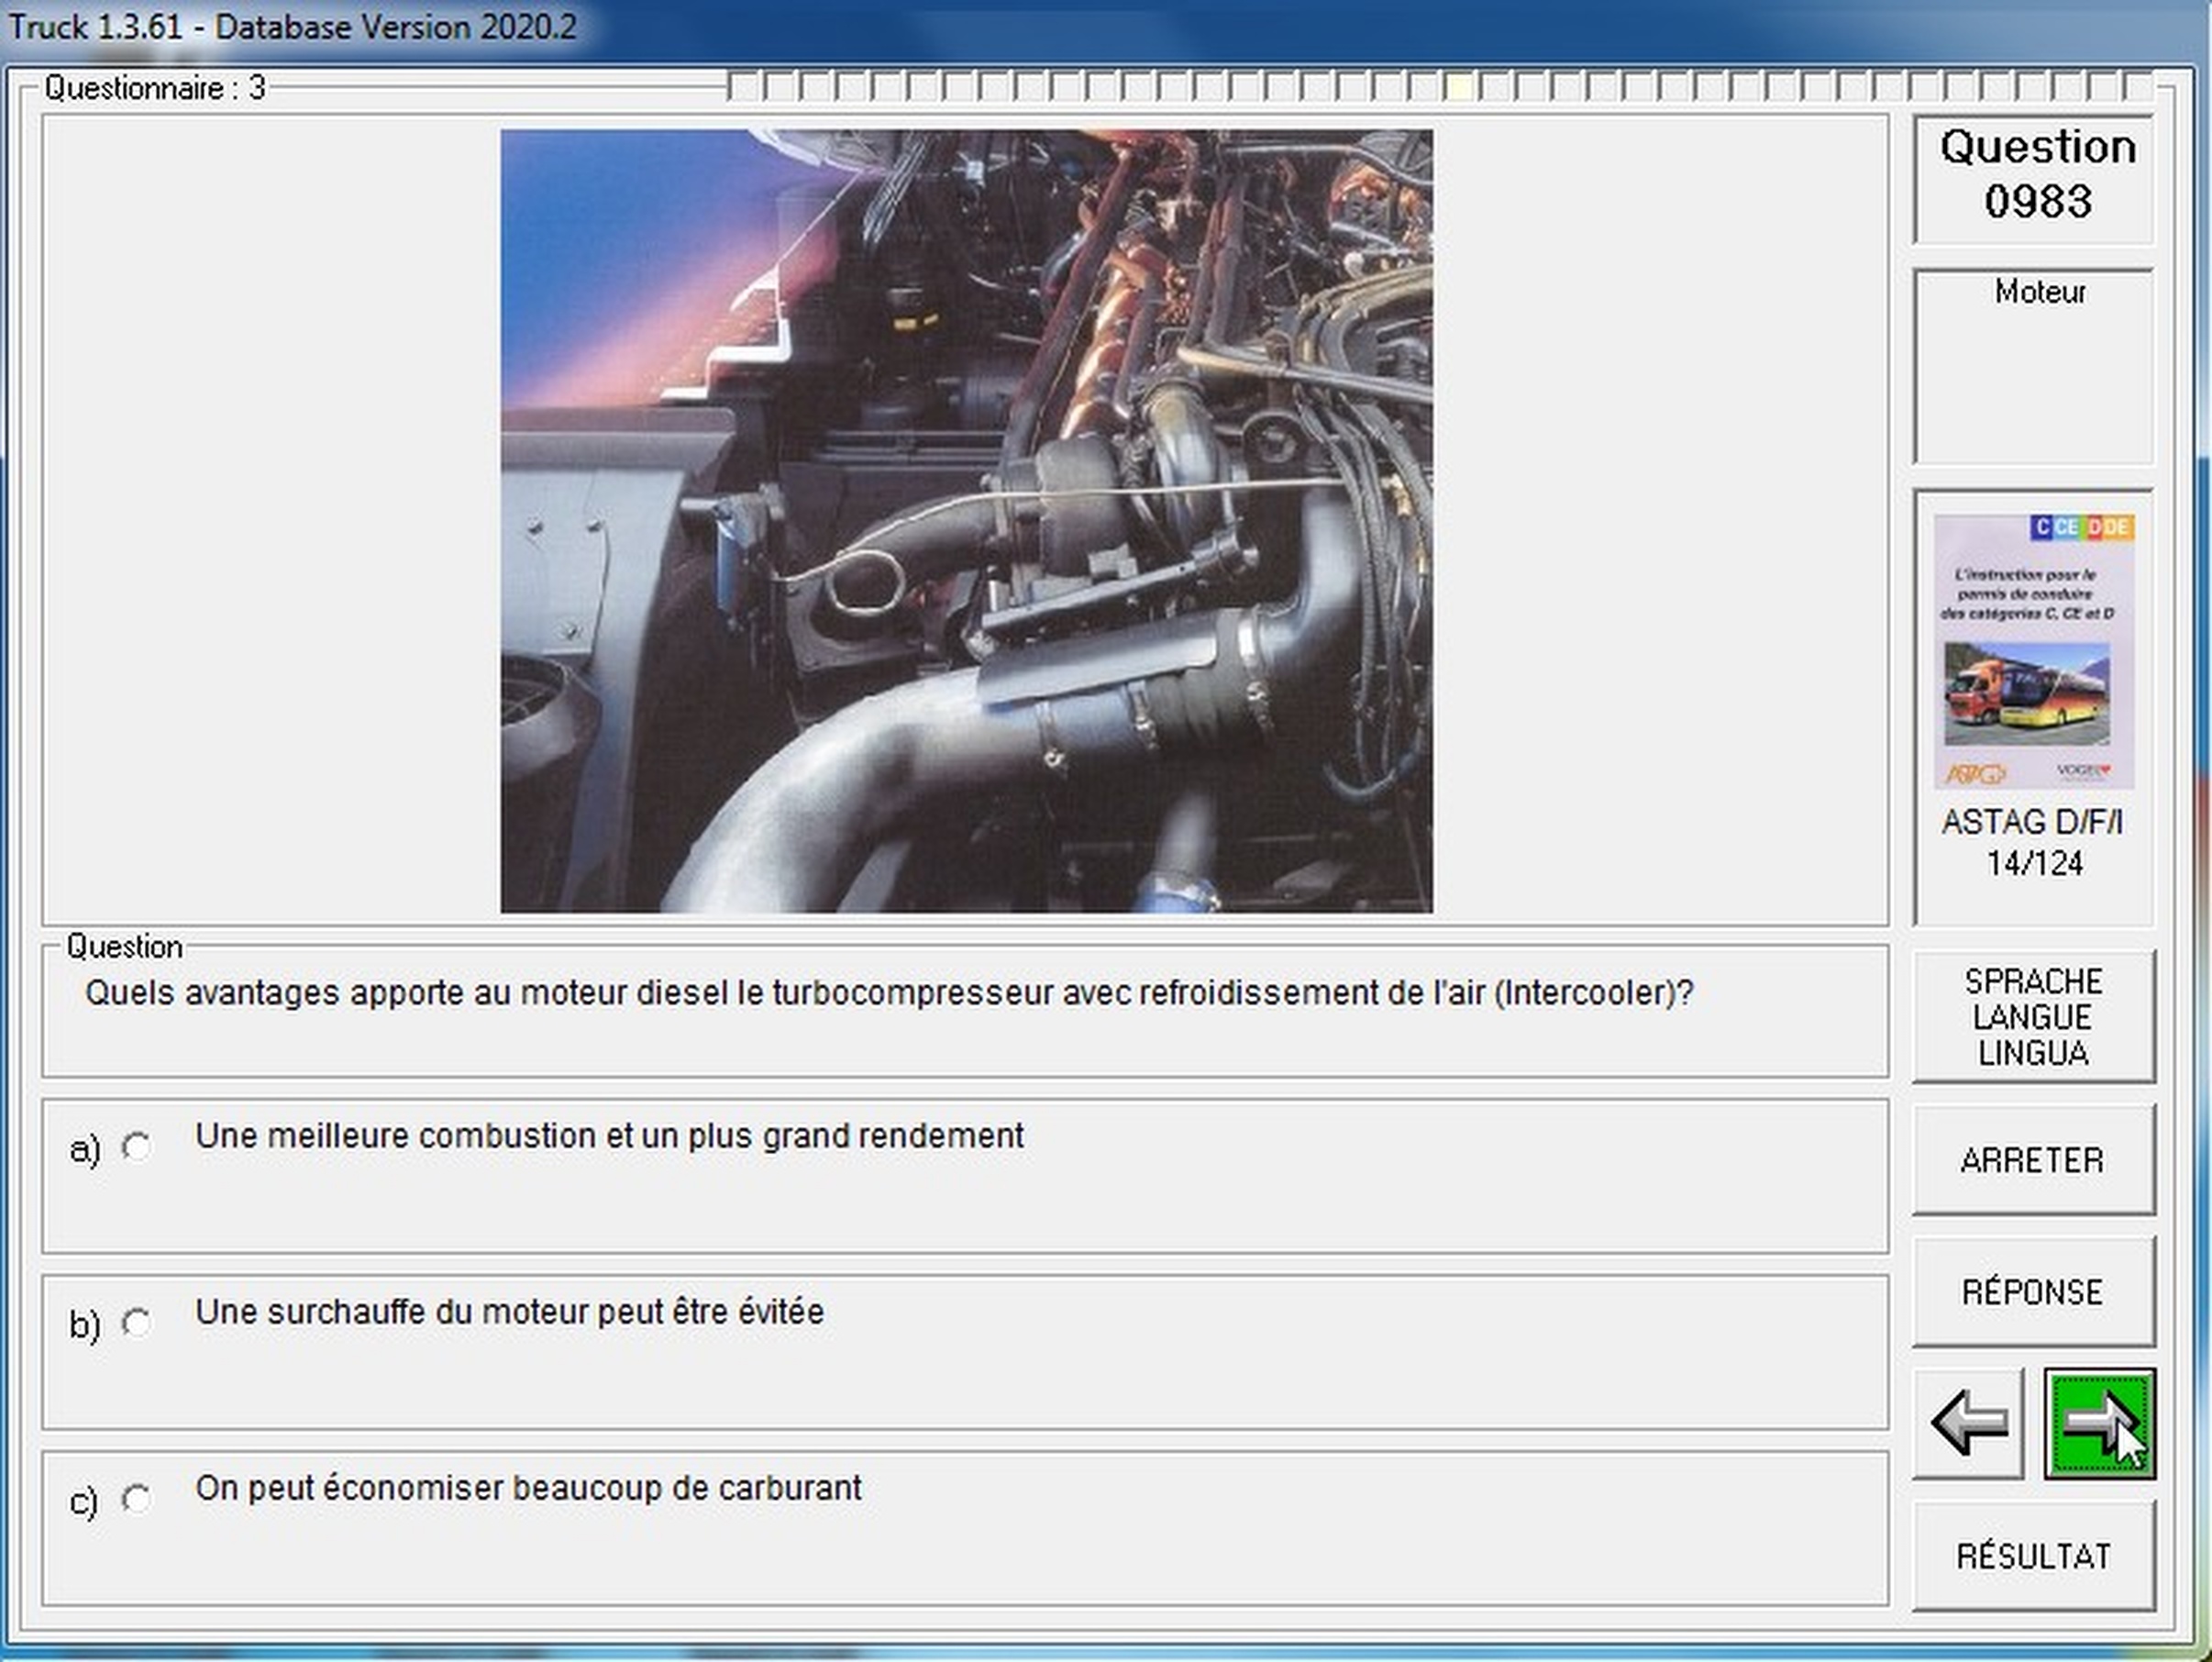 Truck 1.3.61 - Database Version 2020.2
Questionnaire : 3
Question
0983
Moteur
C CE D DE
L'instruction pour le
permis de conduire
des catégories C, CE et D
ASTAG
VOGEL
ASTAG D/F/I
14/124
Question
Quels avantages apporte au moteur diesel le turbocompresseur avec refroidissement de l'air (Intercooler)?
SPRACHE
LANGUE
LINGUA
a) Une meilleure combustion et un plus grand rendement
ARRETER
b) Une surchauffe du moteur peut être évitée
RÉPONSE
c) On peut économiser beaucoup de carburant
RÉSULTAT